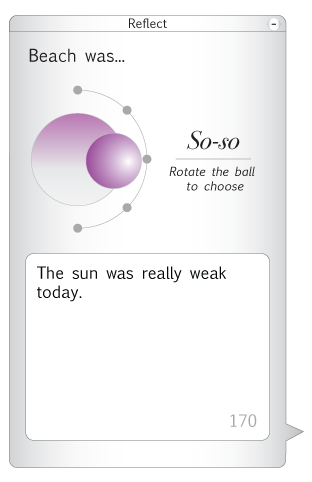 Reflect
Beach was...
So-so
Rotate the ball
to choose
The sun was really weak
today.
170